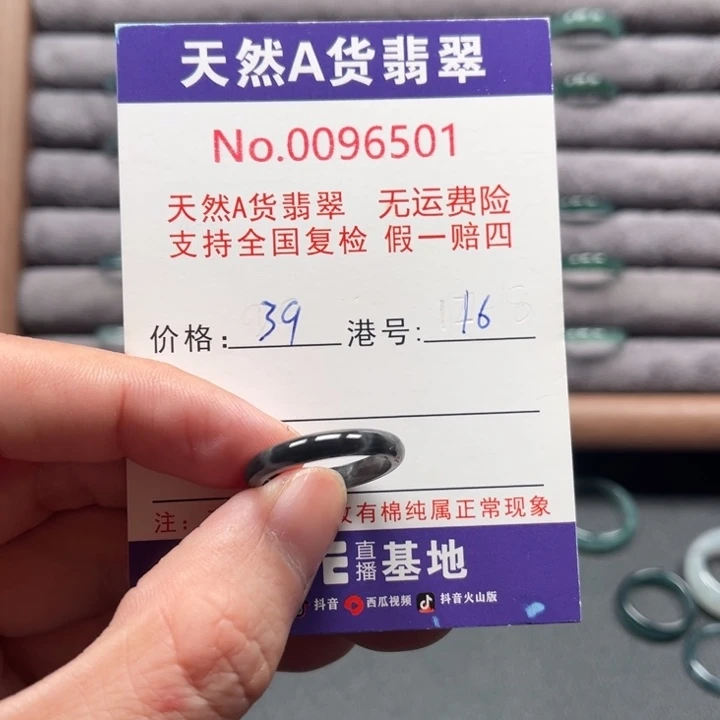 天然A货翡翠
No.0096501
天然A货翡翠 无运费险
支持全国复检 假一赔四
价格: 39 港号: 16
注: 有棉纯属正常现象
直播基地
抖音 西瓜视频 抖音火山版